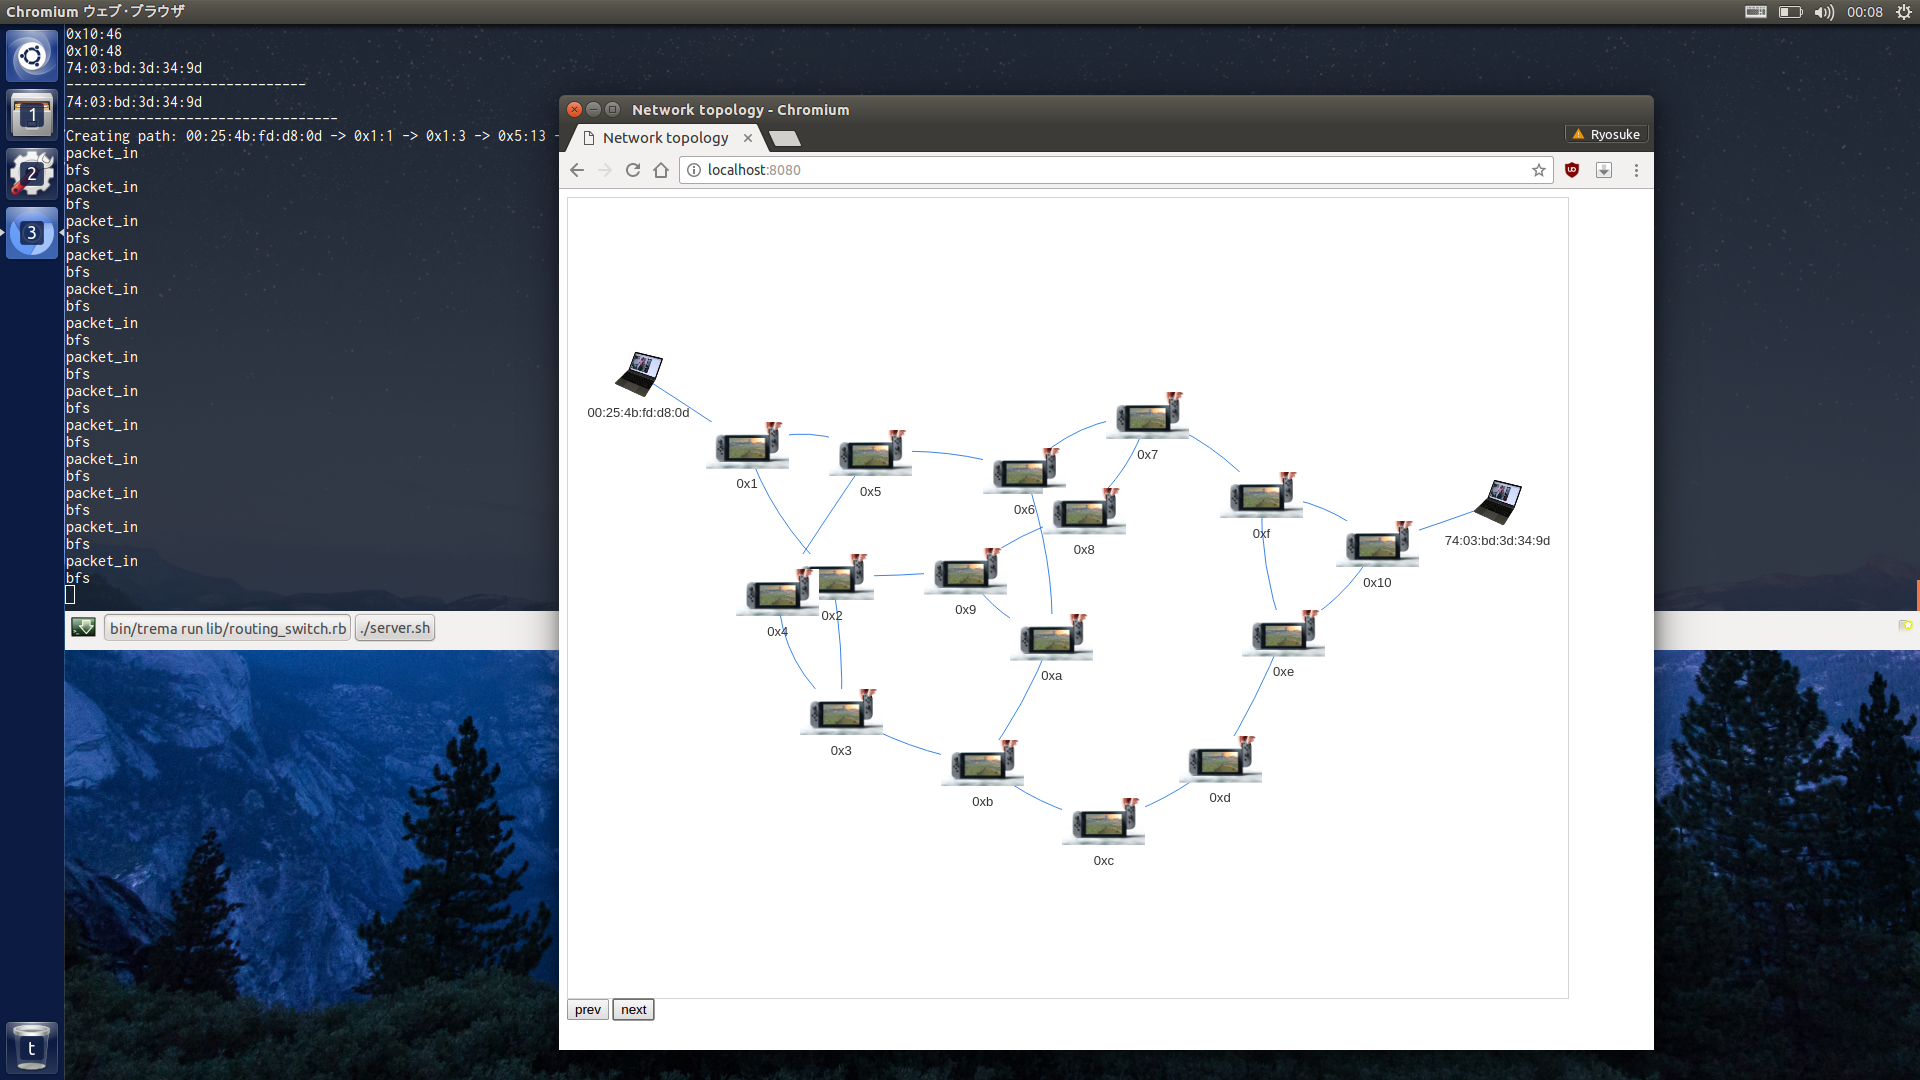 Chromium ウェブ・ブラウザ
00:08
0x10:46
0x10:48
74:03:bd:3d:34:9d
------------------------------
74:03:bd:3d:34:9d
----------------------------------
Creating path: 00:25:4b:fd:d8:0d -> 0x1:1 -> 0x1:3 -> 0x5:13 -
packet_in
bfs
packet_in
bfs
packet_in
bfs
packet_in
bfs
packet_in
bfs
packet_in
bfs
packet_in
bfs
packet_in
bfs
packet_in
bfs
packet_in
bfs
packet_in
bfs
packet_in
bfs
packet_in
bfs
1
2
3
t
bin/trema run lib/routing_switch.rb
./server.sh
Network topology - Chromium
Network topology
Ryosuke
localhost:8080
00:25:4b:fd:d8:0d
0x1
0x5
0x6
0x7
0x8
0xf
74:03:bd:3d:34:9d
0x10
0x9
0x2
0x4
0xa
0xe
0x3
0xb
0xd
0xc
prev
next